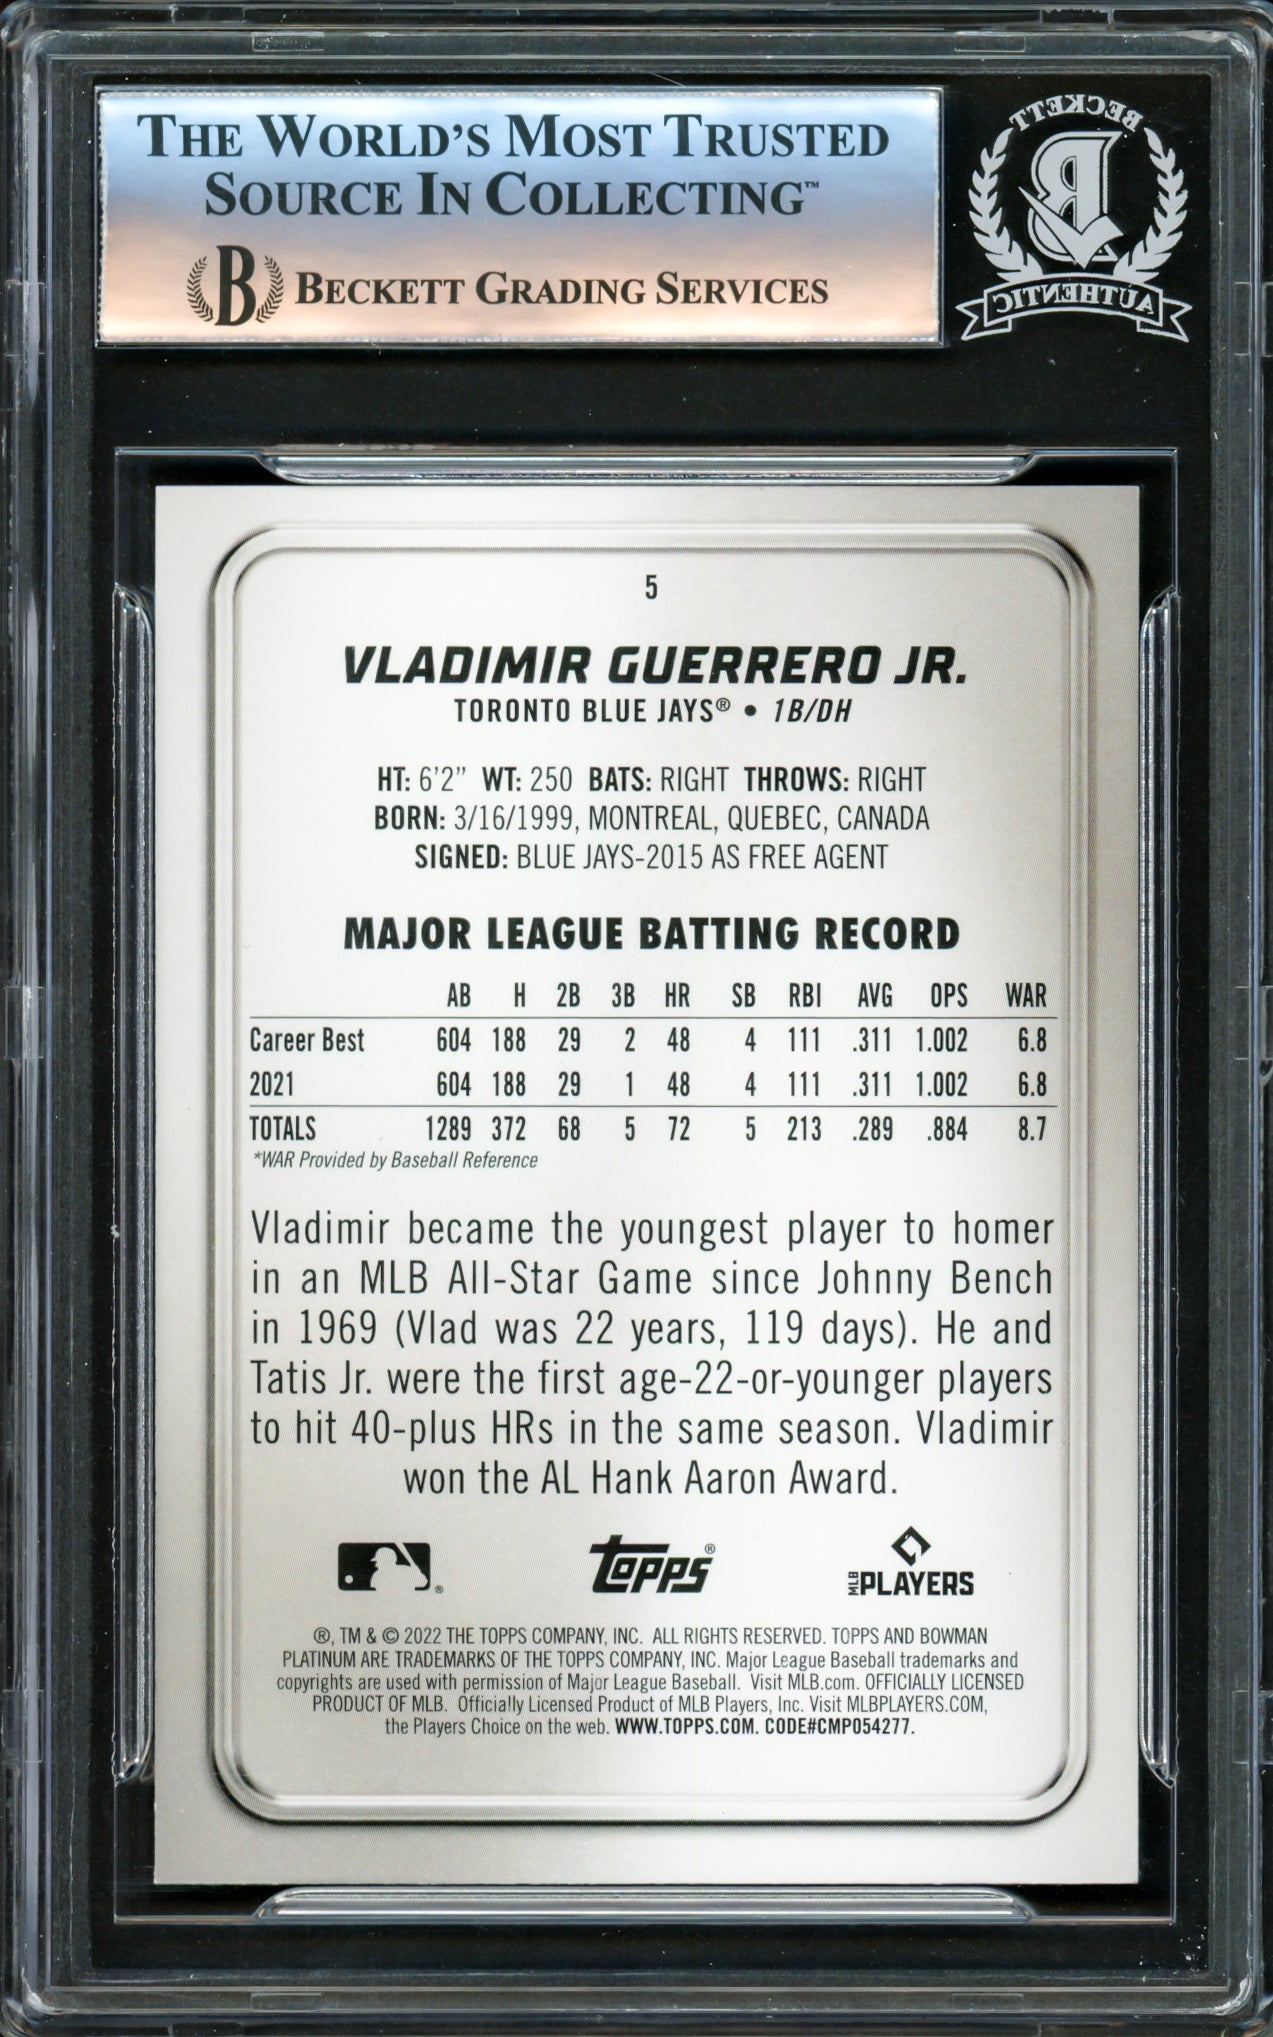 THE WORLD'S MOST TRUSTED
SOURCE IN COLLECTING™
B BECKETT GRADING SERVICES
BECKETT
B
AUTHENTIC
5
VLADIMIR GUERRERO JR.
TORONTO BLUE JAYS® • 1B/DH
HT: 6'2" WT: 250 BATS: RIGHT THROWS: RIGHT
BORN: 3/16/1999, MONTREAL, QUEBEC, CANADA
SIGNED: BLUE JAYS-2015 AS FREE AGENT
MAJOR LEAGUE BATTING RECORD
AB H 2B 3B HR SB RBI AVG OPS WAR
Career Best 604 188 29 2 48 4 111 .311 1.002 6.8
2021 604 188 29 1 48 4 111 .311 1.002 6.8
TOTALS 1289 372 68 5 72 5 213 .289 .884 8.7
*WAR Provided by Baseball Reference
Vladimir became the youngest player to homer
in an MLB All-Star Game since Johnny Bench
in 1969 (Vlad was 22 years, 119 days). He and
Tatis Jr. were the first age-22-or-younger players
to hit 40-plus HRs in the same season. Vladimir
won the AL Hank Aaron Award.
® TOPPS® MLB PLAYERS
®, TM & © 2022 THE TOPPS COMPANY, INC. ALL RIGHTS RESERVED. TOPPS AND BOWMAN
PLATINUM ARE TRADEMARKS OF THE TOPPS COMPANY, INC. Major League Baseball trademarks and
copyrights are used with permission of Major League Baseball. Visit MLB.com. OFFICIALLY LICENSED
PRODUCT OF MLB. Officially Licensed Product of MLB Players, Inc. Visit MLBPLAYERS.COM,
the Players Choice on the web. WWW.TOPPS.COM. CODE#CMP054277.